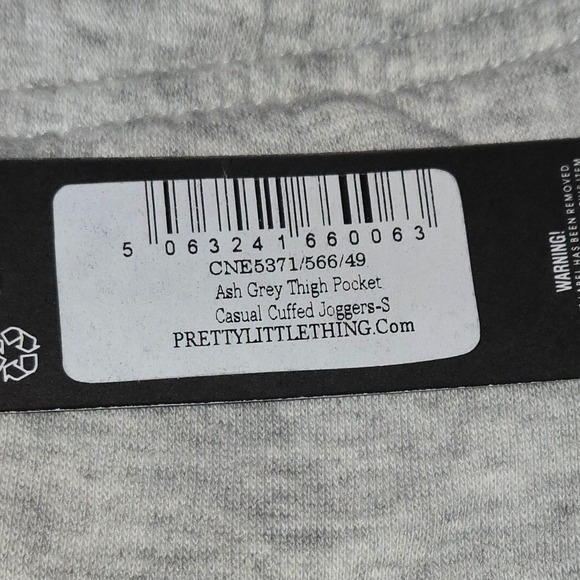 5 063241 660063
CNE5371/566/49
Ash Grey Thigh Pocket
Casual Cuffed Joggers-S
PRETTYLITTLETHING.Com
WARNING!
HAS BEEN REMOVED